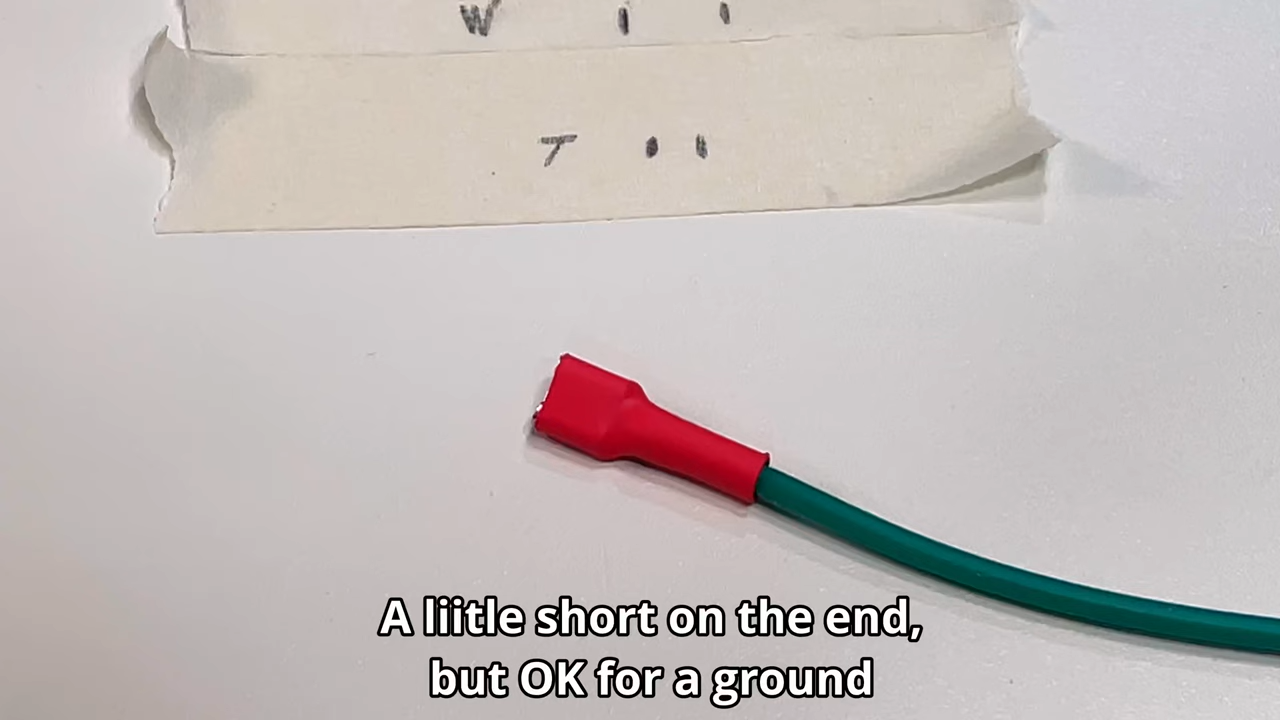 W I I
T I I
A liitle short on the end,
but OK for a ground